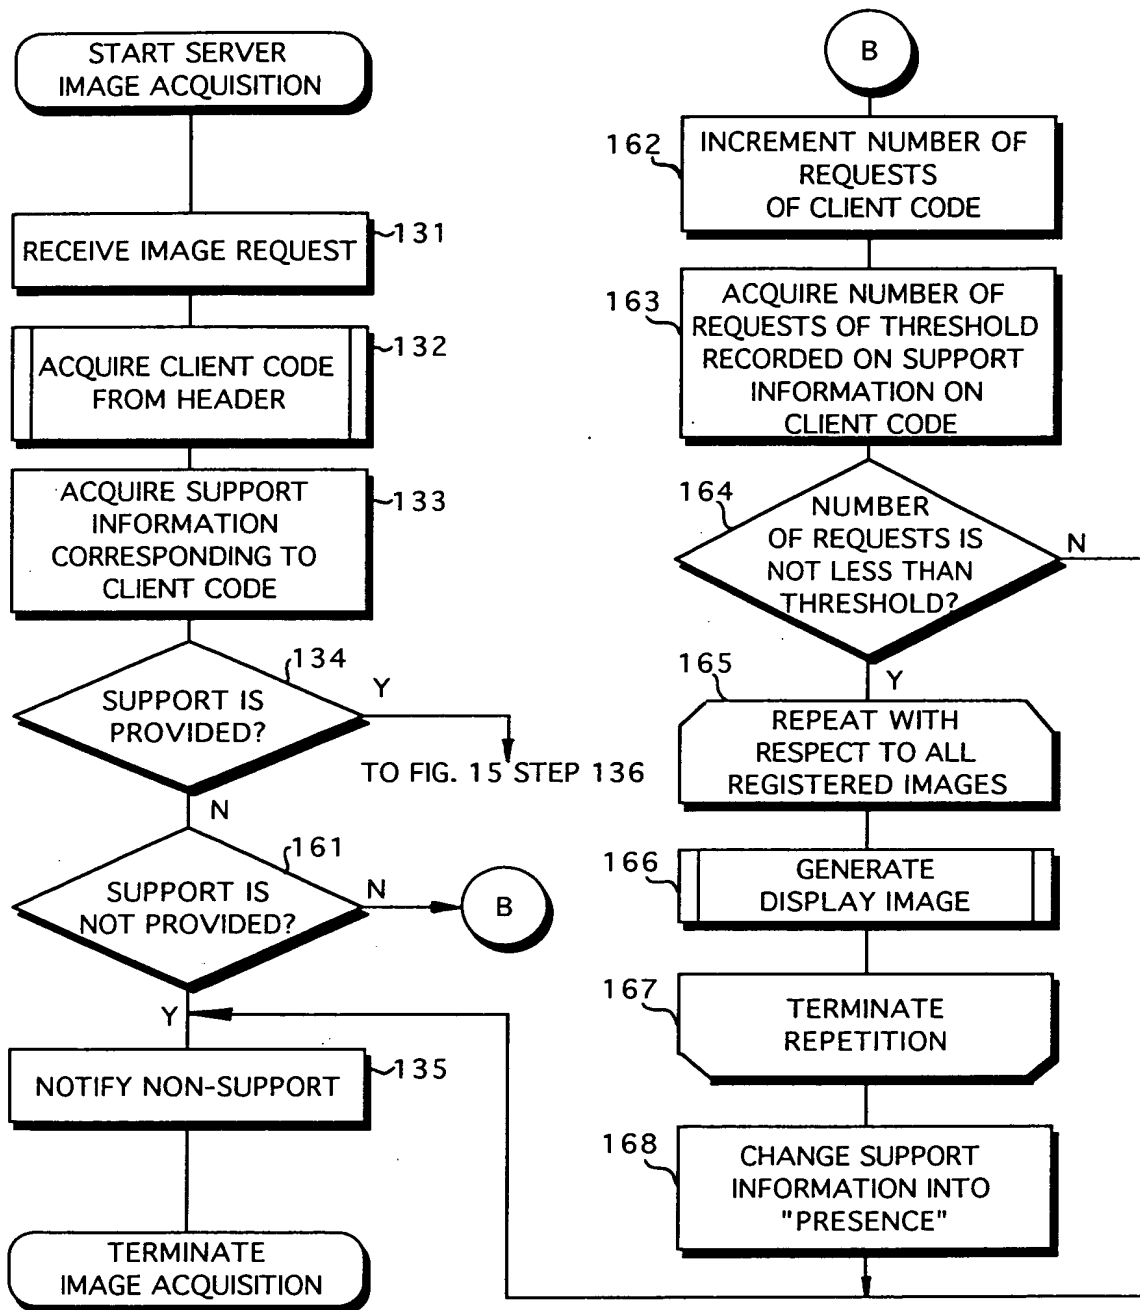 START SERVER
IMAGE ACQUISITION
RECEIVE IMAGE REQUEST
131
ACQUIRE CLIENT CODE
FROM HEADER
132
ACQUIRE SUPPORT
INFORMATION
CORRESPONDING TO
CLIENT CODE
133
134
SUPPORT IS
PROVIDED?
Y
TO FIG. 15 STEP 136
N
161
SUPPORT IS
NOT PROVIDED?
N
B
Y
NOTIFY NON-SUPPORT
135
TERMINATE
IMAGE ACQUISITION
B
162
INCREMENT NUMBER OF
REQUESTS
OF CLIENT CODE
163
ACQUIRE NUMBER OF
REQUESTS OF THRESHOLD
RECORDED ON SUPPORT
INFORMATION ON
CLIENT CODE
164
NUMBER
OF REQUESTS IS
NOT LESS THAN
THRESHOLD?
N
Y
165
REPEAT WITH
RESPECT TO ALL
REGISTERED IMAGES
166
GENERATE
DISPLAY IMAGE
167
TERMINATE
REPETITION
168
CHANGE SUPPORT
INFORMATION INTO
"PRESENCE"